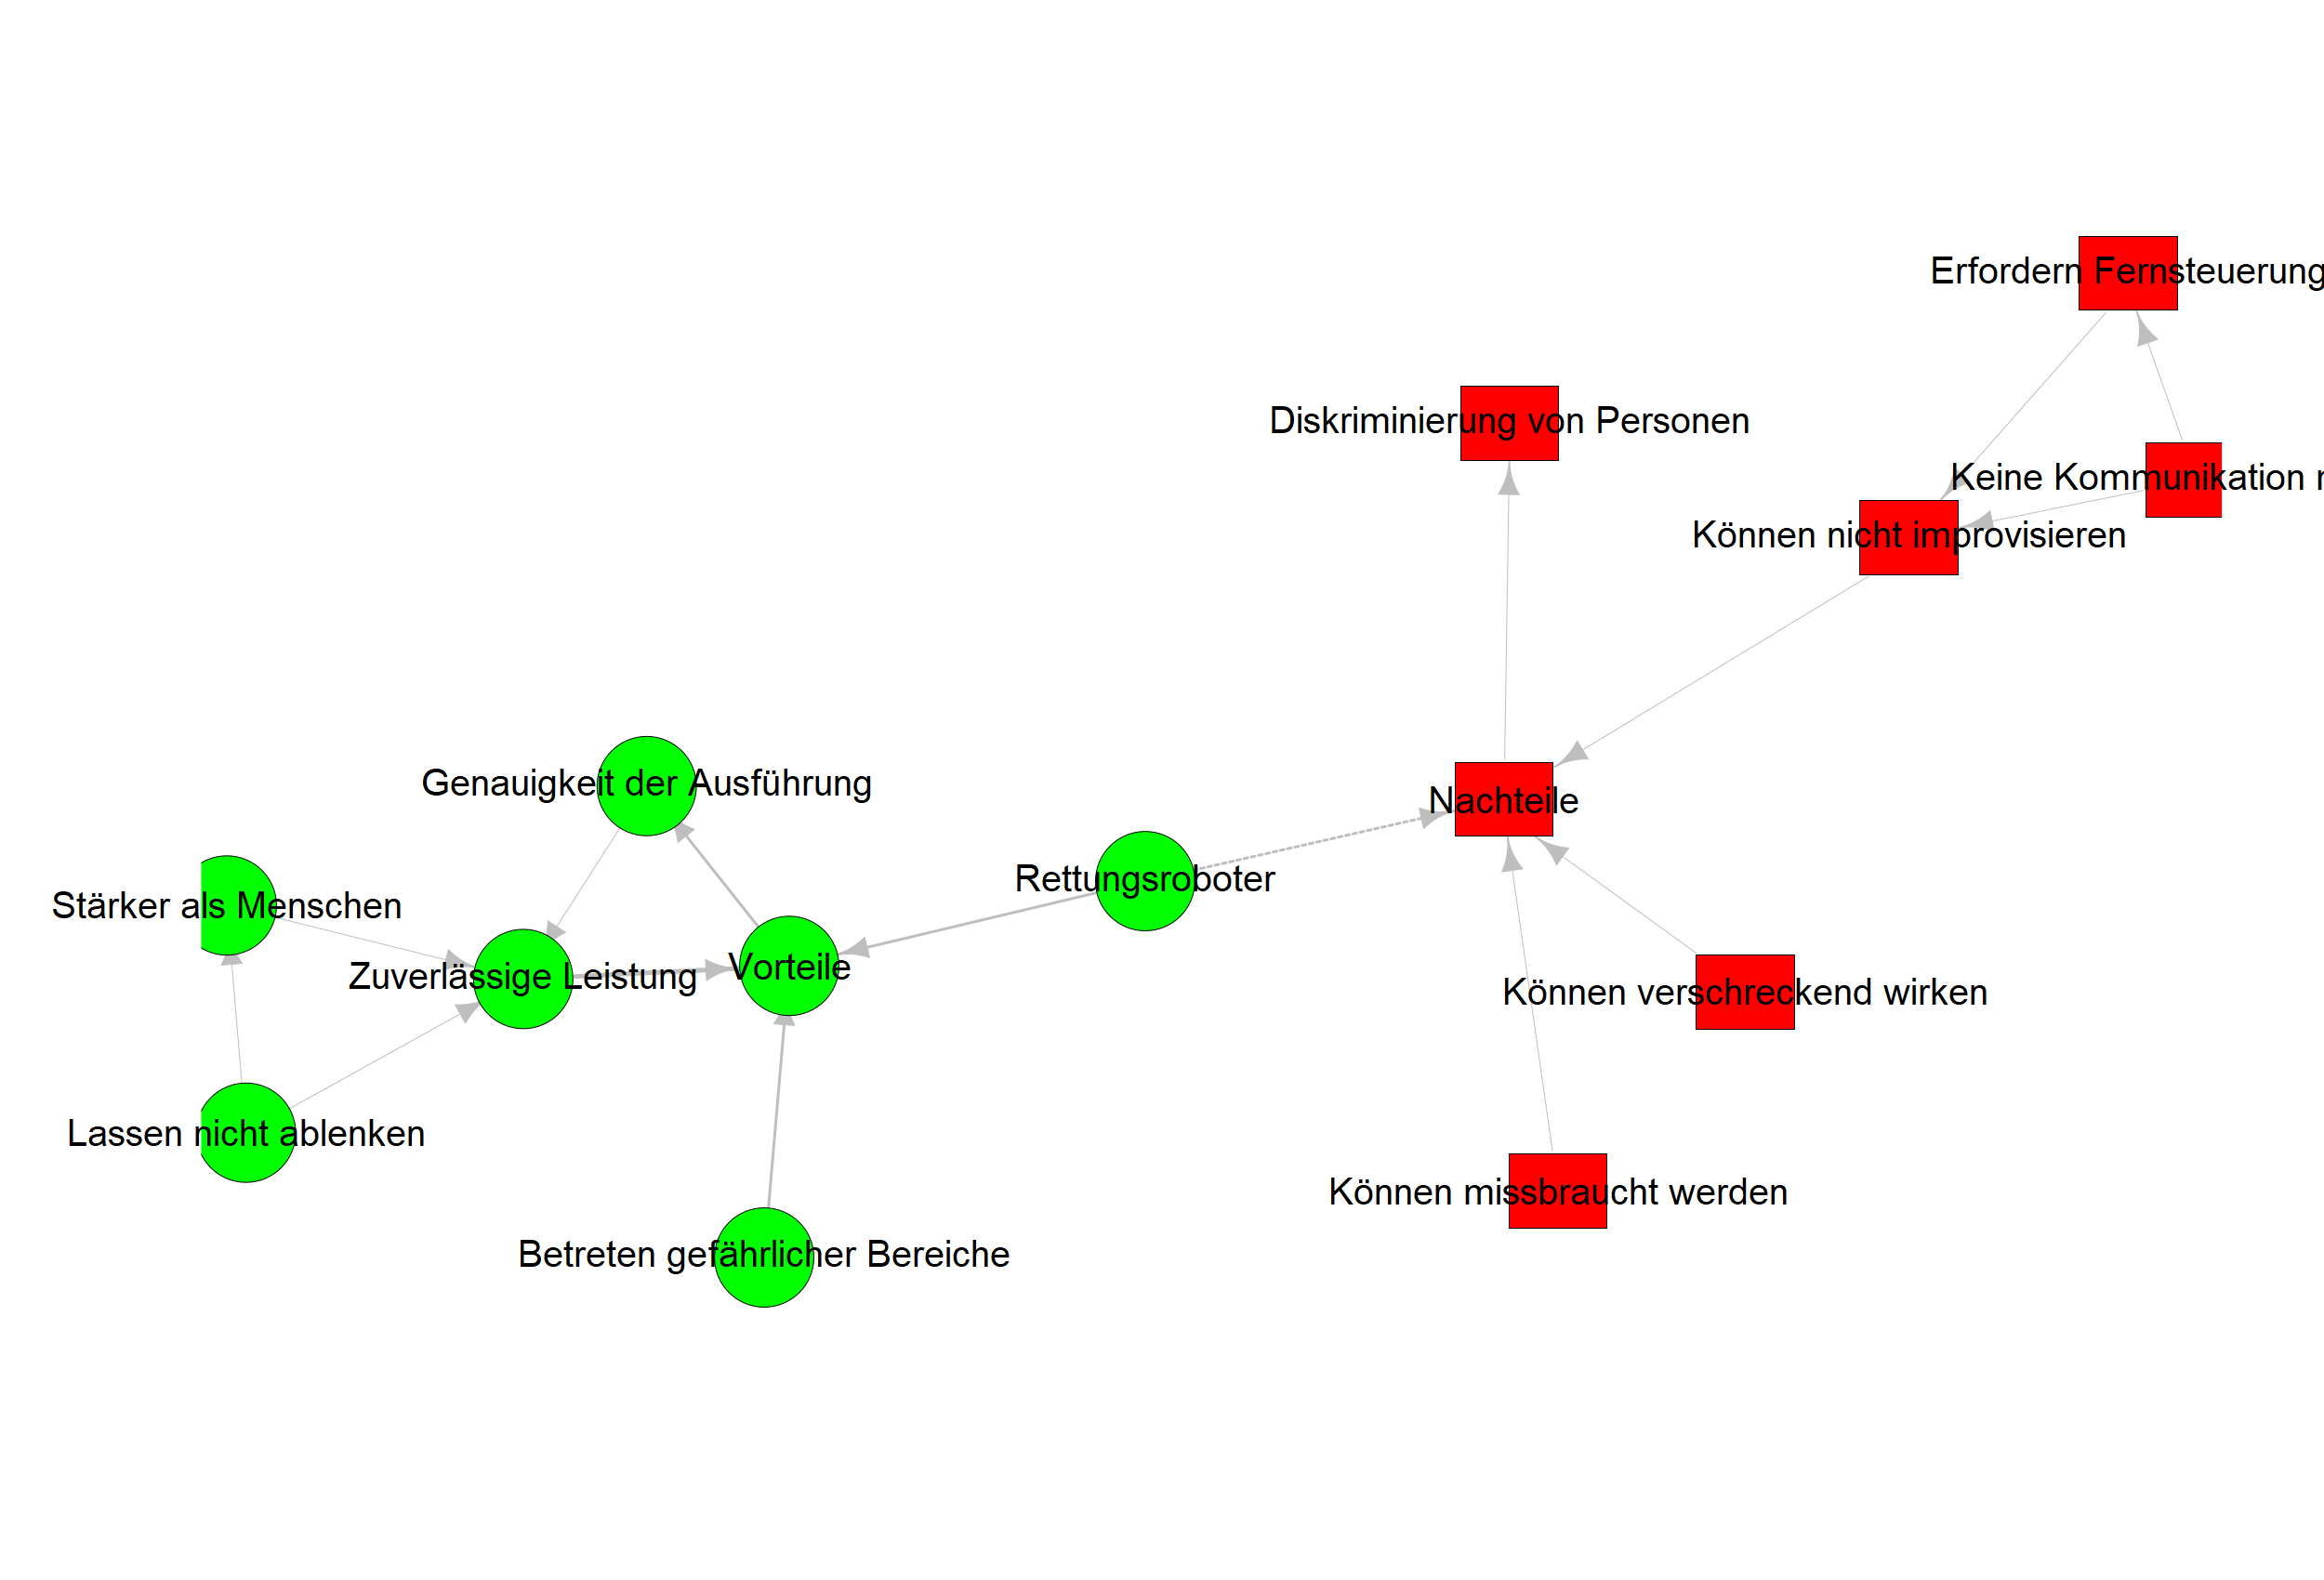 Erfordern Fernsteuerung
Diskriminierung von Personen
Keine Kommunikation
Können nicht improvisieren
Genauigkeit der Ausführung
Nachteile
Rettungsroboter
Stärker als Menschen
Zuverlässige Leistung
Vorteile
Können verschreckend wirken
Lassen nicht ablenken
Können missbraucht werden
Betreten gefährlicher Bereiche